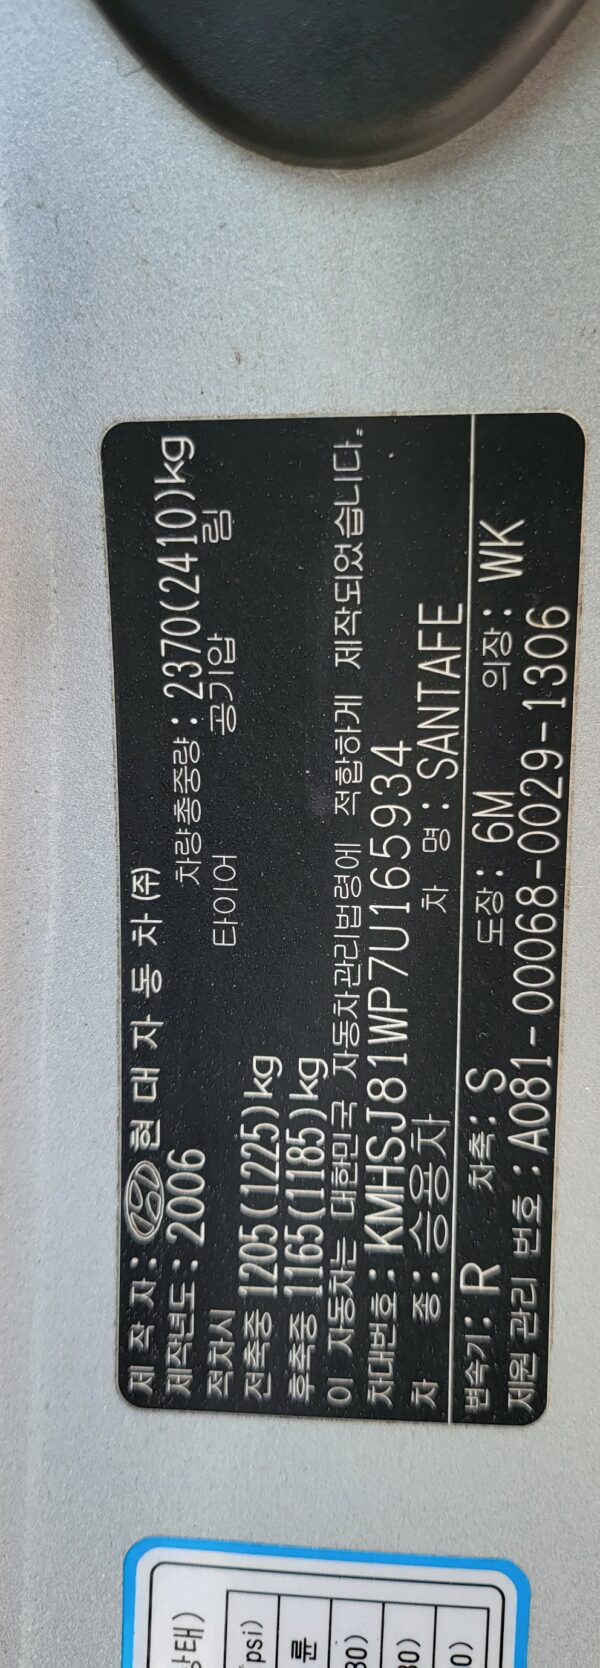 제 작 자 : 현 대 자 동 차 (주)
제작년도 : 2006 차량총중량 : 2370(2410)kg
적차시 타이어 공기압 림
전축중 1205(1225)kg
후축중 1165(1185)kg
이 자동차는 대한민국 자동차관리법령에 적합하게 제작되었습니다.
차대번호 : KMHSJ81WP7U165934
차 종 : 승용차 차 명 : SANTAFE
변속기 : R 차축 : S 도장 : 6M 의장 : WK
제원 관리 번호 : A081-00068-0029-1306
psi)